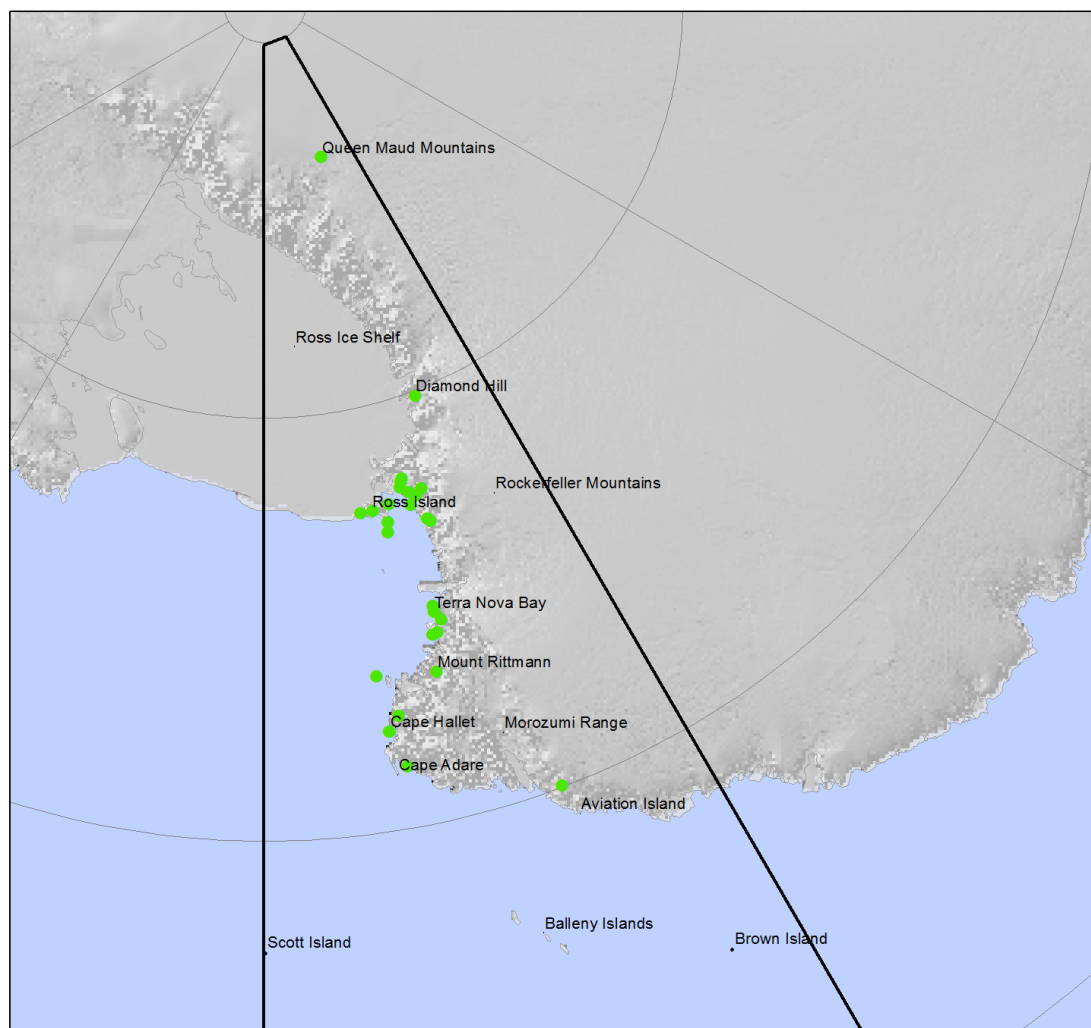 Queen Maud Mountains
Ross Ice Shelf
Diamond Hill
Rockerfeller Mountains
Ross Island
Terra Nova Bay
Mount Rittmann
Cape Hallet
Morozumi Range
Cape Adare
Aviation Island
Balleny Islands
Brown Island
Scott Island